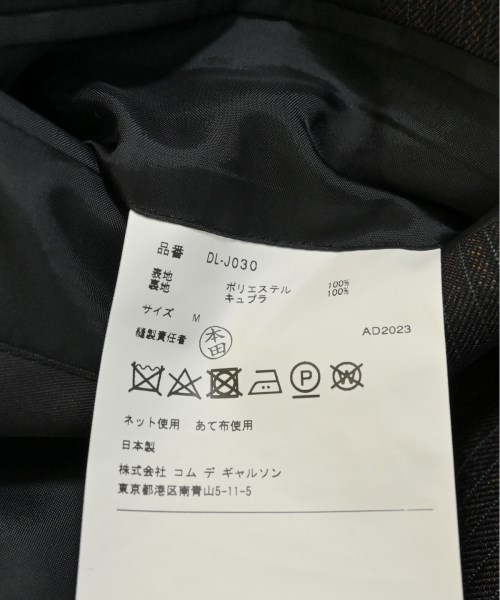 品番 DL-J030
表地 ポリエステル 100%
裏地 キュプラ 100%
サイズ M
縫製責任者 本田 AD2023
P W
ネット使用 あて布使用
日本製
株式会社 コム デ ギャルソン
東京都港区南青山5-11-5